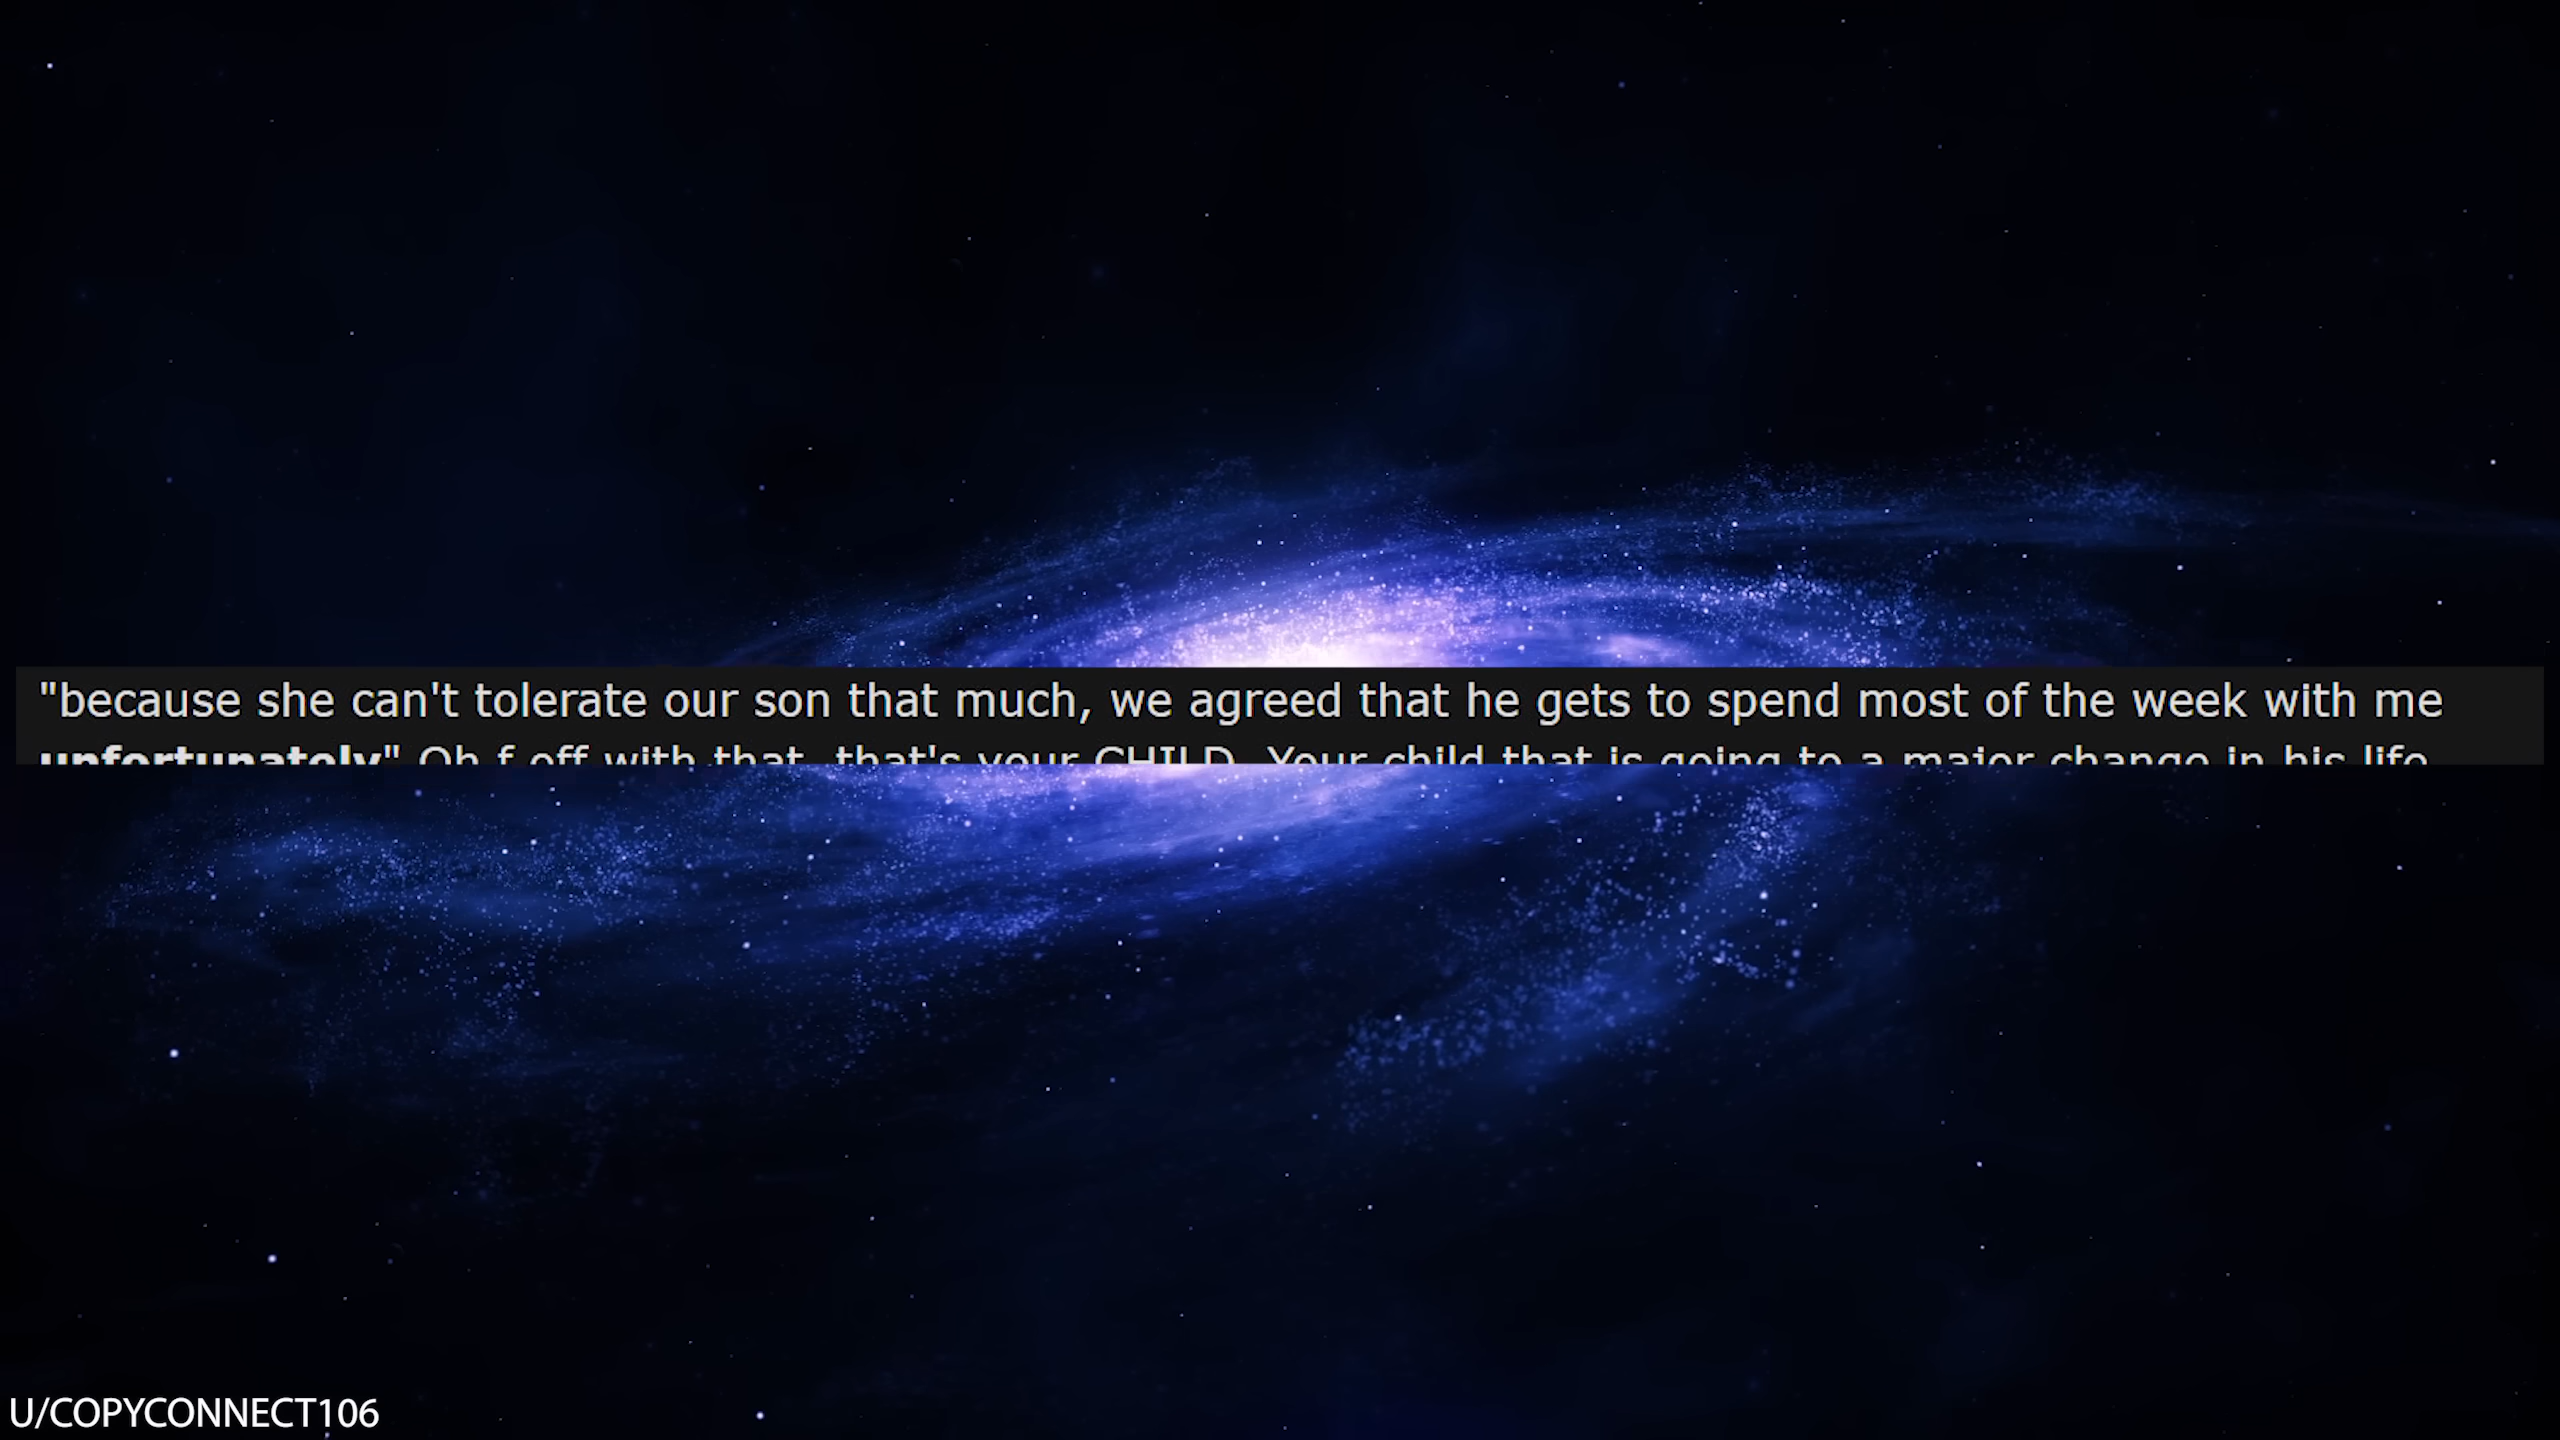 "because she can't tolerate our son that much, we agreed that he gets to spend most of the week with me
unfortunately" Oh f off with that, that's your CHILD. Your child that is going to a major change in his life
U/COPYCONNECT106